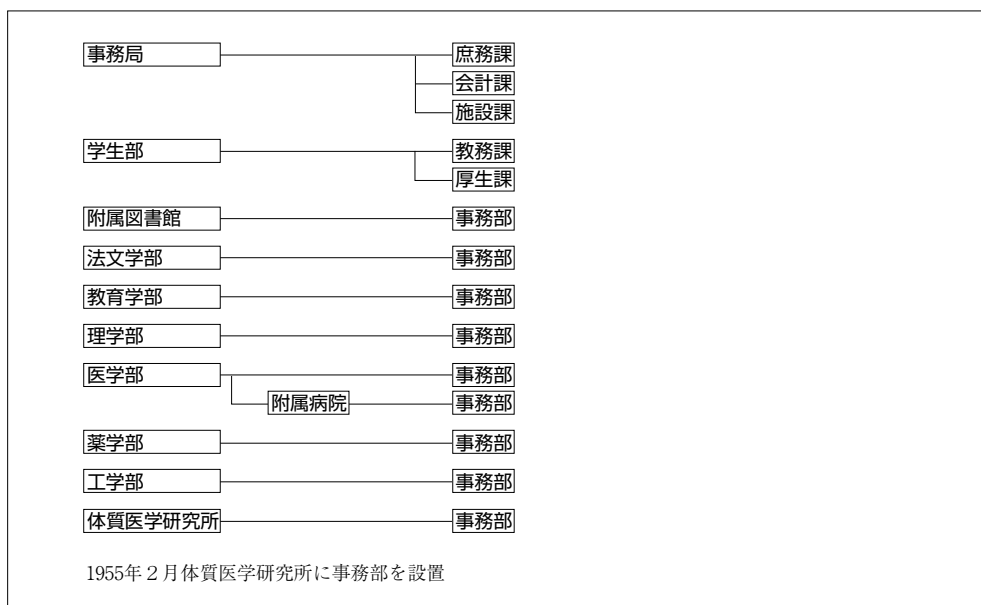 事務局 庶務課
会計課
施設課
学生部 教務課
厚生課
附属図書館 事務部
法文学部 事務部
教育学部 事務部
理学部 事務部
医学部 事務部
附属病院 事務部
薬学部 事務部
工学部 事務部
体質医学研究所 事務部
1955年２月体質医学研究所に事務部を設置